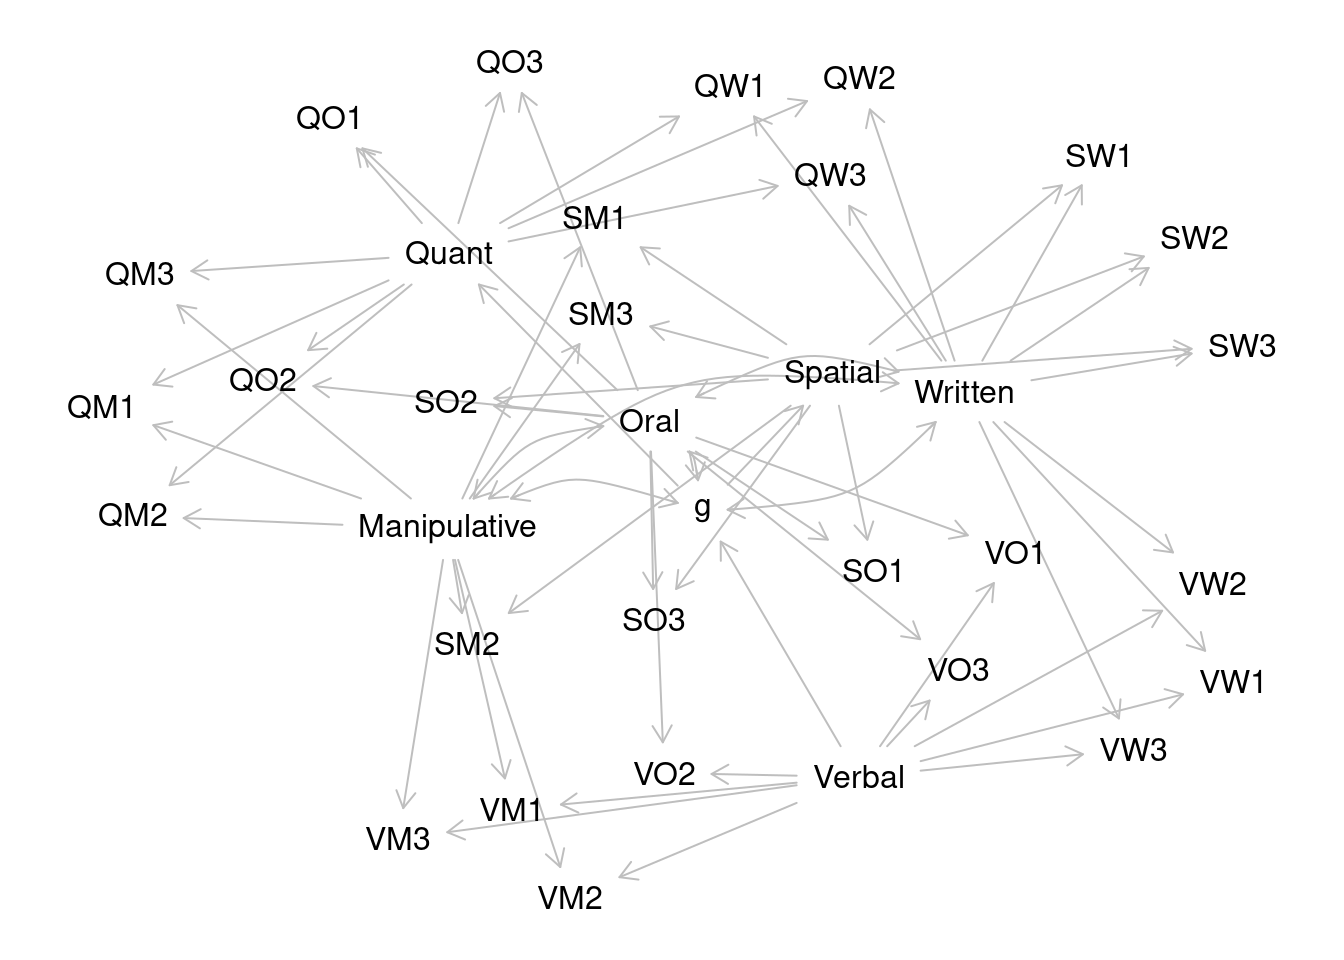 QO3
QW2
QW1
QO1
SW1
QW3
SM1
SW2
Quant
QM3
SM3
SW3
Spatial
QO2
Written
SO2
QM1
Oral
g
QM2
Manipulative
VO1
SO1
VW2
SO3
SM2
VO3
VW1
VW3
VO2
Verbal
VM1
VM3
VM2